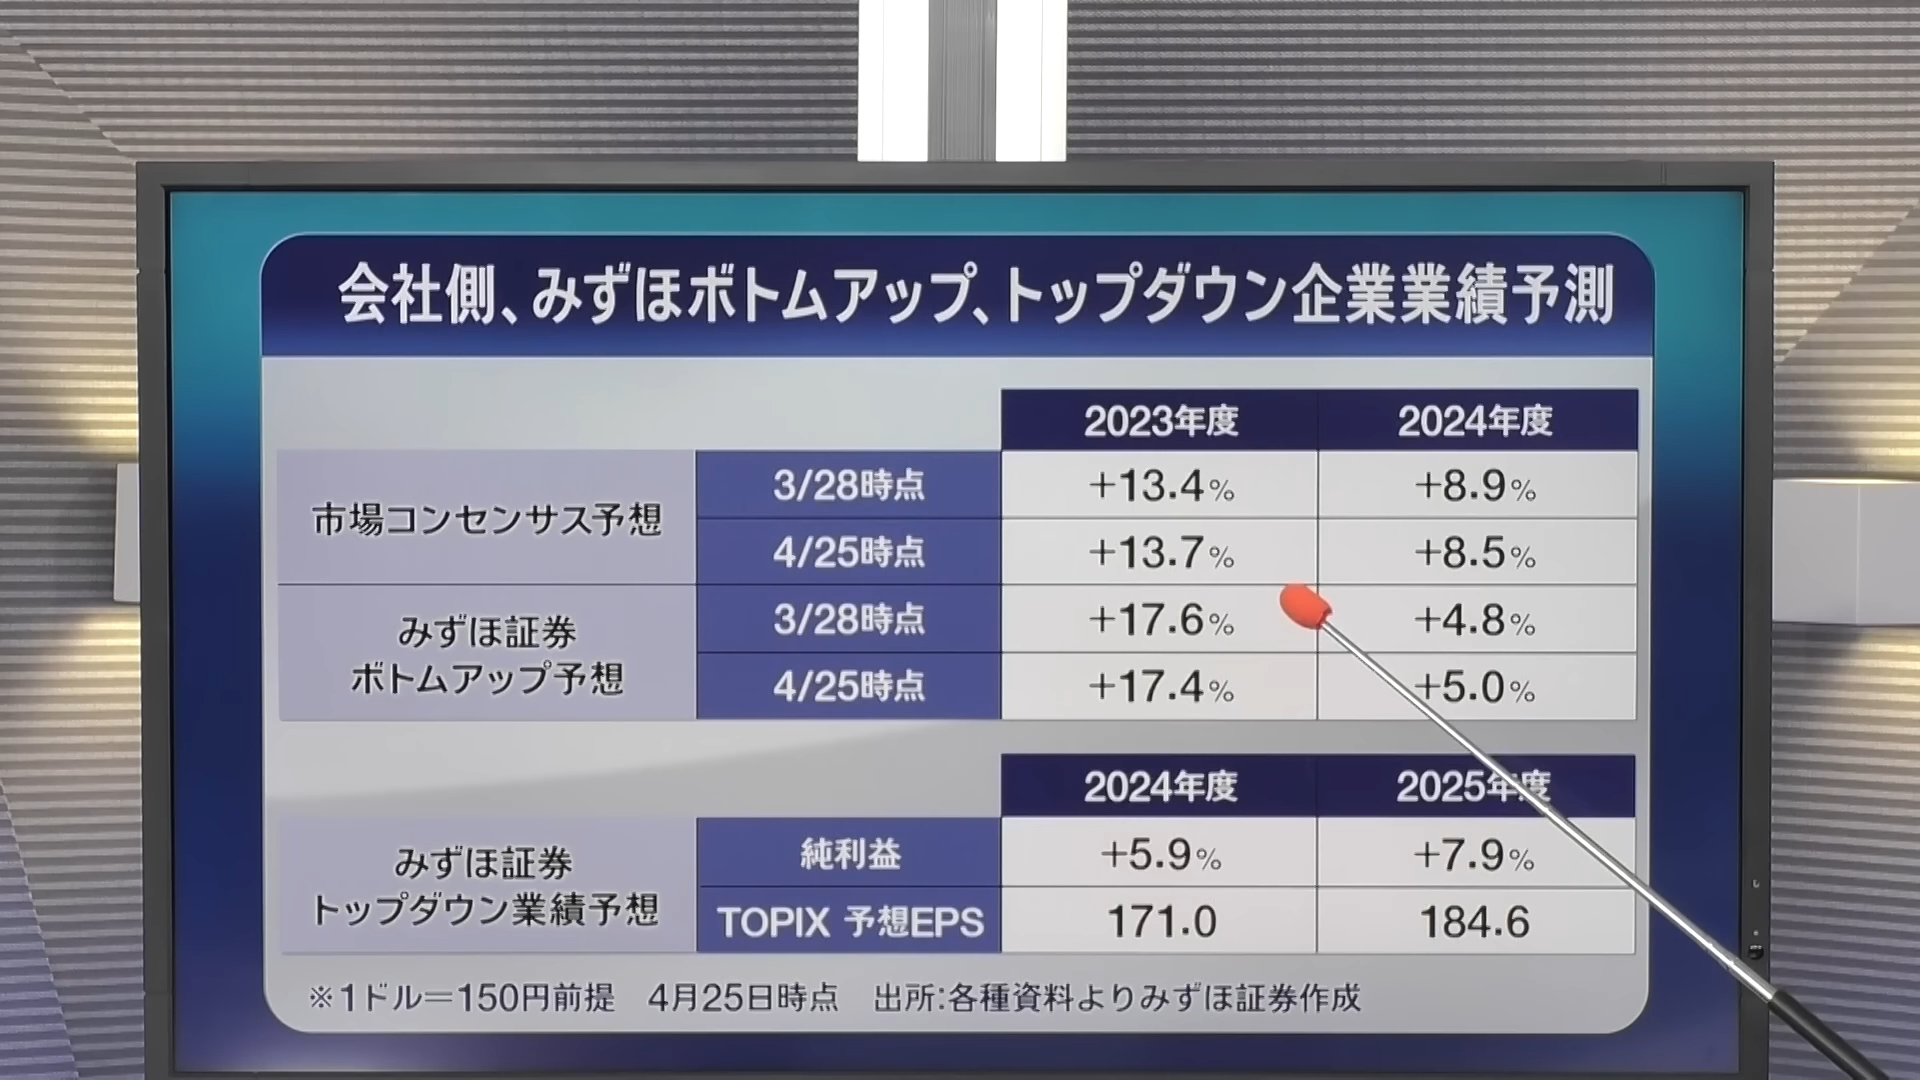 会社側、みずほボトムアップ、トップダウン企業業績予測
2023年度 2024年度
市場コンセンサス予想
3/28時点 +13.4% +8.9%
4/25時点 +13.7% +8.5%
みずほ証券
ボトムアップ予想
3/28時点 +17.6% +4.8%
4/25時点 +17.4% +5.0%
2024年度 2025年度
みずほ証券
トップダウン業績予想
純利益 +5.9% +7.9%
TOPIX 予想EPS 171.0 184.6
※1ドル＝150円前提 4月25日時点 出所:各種資料よりみずほ証券作成